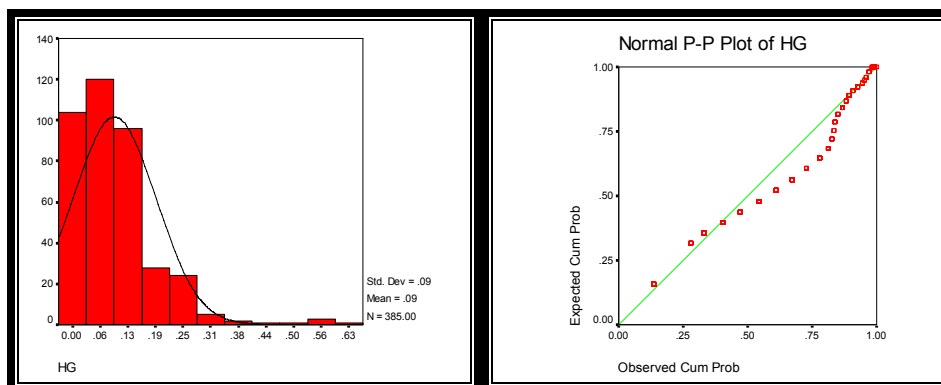 140
120
100
80
60
40
20
0
Std. Dev = .09
Mean = .09
N = 385.00
0.00 .06 .13 .19 .25 .31 .38 .44 .50 .56 .63
HG
Normal P-P Plot of HG
1.00
.75
.50
.25
0.00
Expected Cum Prob
0.00 .25 .50 .75 1.00
Observed Cum Prob